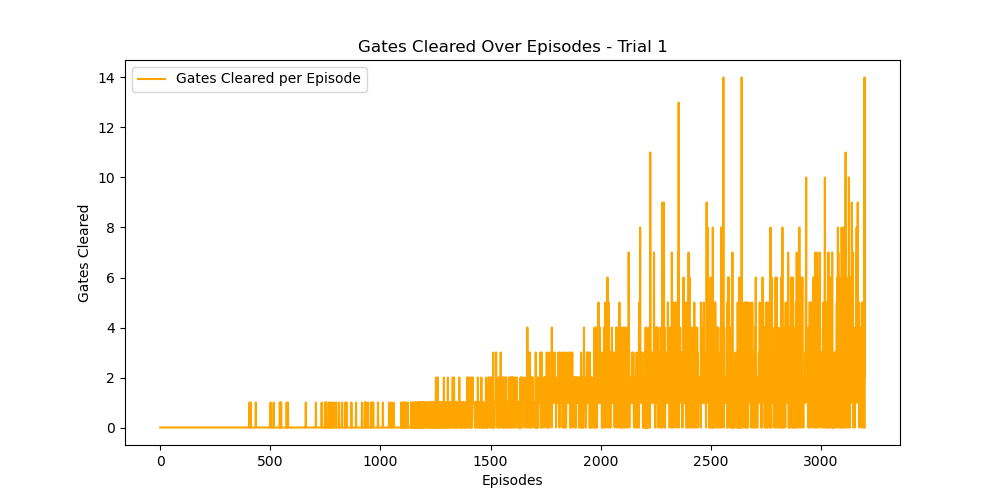 Gates Cleared Over Episodes - Trial 1
Gates Cleared per Episode
14
12
10
8
6
4
2
0
Gates Cleared
0 500 1000 1500 2000 2500 3000
Episodes